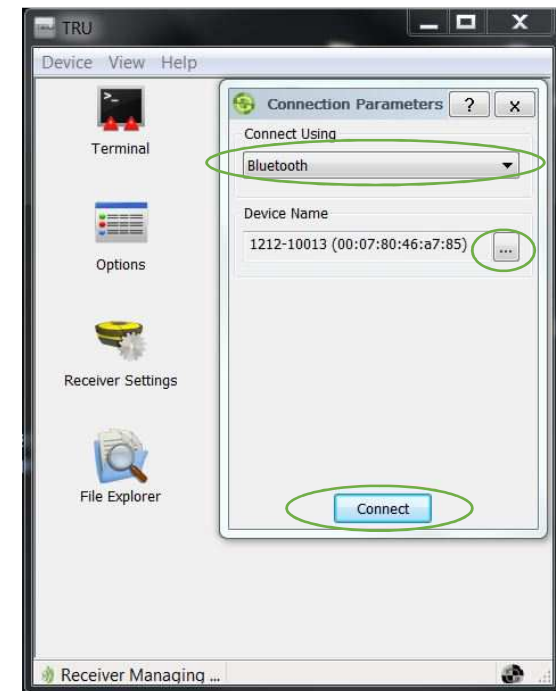 TRU
Device View Help
Terminal
Options
Receiver Settings
File Explorer
Connection Parameters ? x
Connect Using
Bluetooth
Device Name
1212-10013 (00:07:80:46:a7:85) ...
Connect
Receiver Managing ...